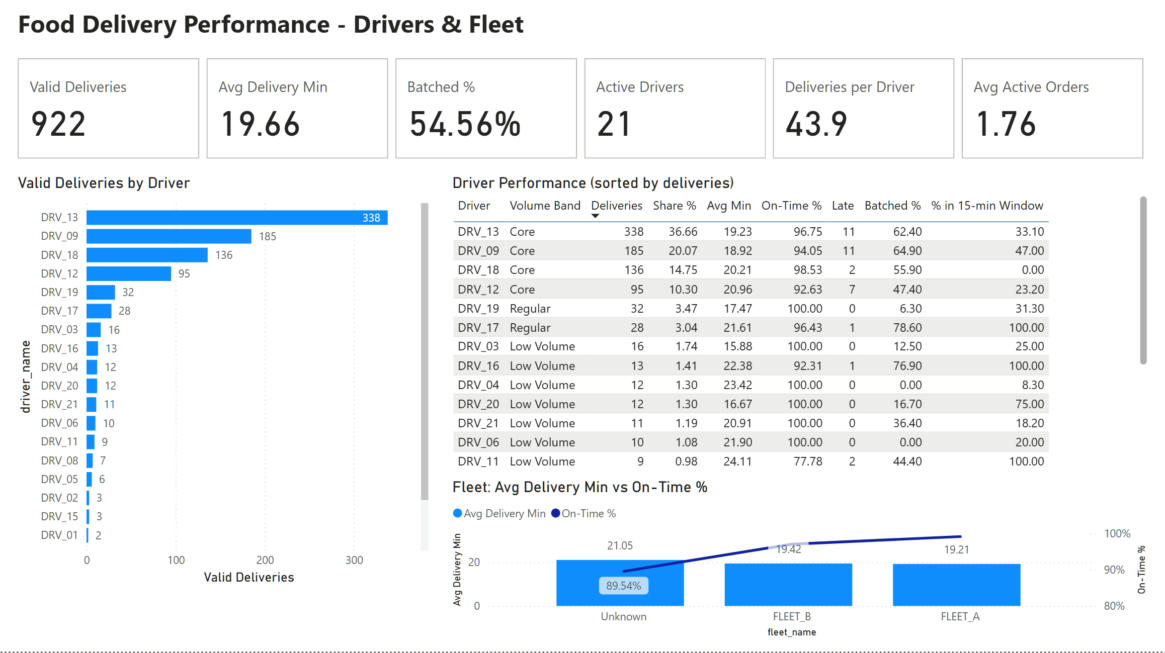 Food Delivery Performance - Drivers & Fleet
Valid Deliveries
922
Avg Delivery Min
19.66
Batched %
54.56%
Active Drivers
21
Deliveries per Driver
43.9
Avg Active Orders
1.76
Valid Deliveries by Driver
driver_name
DRV_13 338
DRV_09 185
DRV_18 136
DRV_12 95
DRV_19 32
DRV_17 28
DRV_03 16
DRV_16 13
DRV_04 12
DRV_20 12
DRV_21 11
DRV_06 10
DRV_11 9
DRV_08 7
DRV_05 6
DRV_02 3
DRV_15 3
DRV_01 2
0 100 200 300
Valid Deliveries
Driver Performance (sorted by deliveries)
Driver Volume Band Deliveries Share % Avg Min On-Time % Late Batched % % in 15-min Window
DRV_13 Core 338 36.66 19.23 96.75 11 62.40 33.10
DRV_09 Core 185 20.07 18.92 94.05 11 64.90 47.00
DRV_18 Core 136 14.75 20.21 98.53 2 55.90 0.00
DRV_12 Core 95 10.30 20.96 92.63 7 47.40 23.20
DRV_19 Regular 32 3.47 17.47 100.00 0 6.30 31.30
DRV_17 Regular 28 3.04 21.61 96.43 1 78.60 100.00
DRV_03 Low Volume 16 1.74 15.88 100.00 0 12.50 25.00
DRV_16 Low Volume 13 1.41 22.38 92.31 1 76.90 100.00
DRV_04 Low Volume 12 1.30 23.42 100.00 0 0.00 8.30
DRV_20 Low Volume 12 1.30 16.67 100.00 0 16.70 75.00
DRV_21 Low Volume 11 1.19 20.91 100.00 0 36.40 18.20
DRV_06 Low Volume 10 1.08 21.90 100.00 0 0.00 20.00
DRV_11 Low Volume 9 0.98 24.11 77.78 2 44.40 100.00
Fleet: Avg Delivery Min vs On-Time %
Avg Delivery Min On-Time %
Avg Delivery Min
20
0
21.05
19.42
19.21
89.54%
100%
90%
80%
On-Time %
Unknown FLEET_B FLEET_A
fleet_name